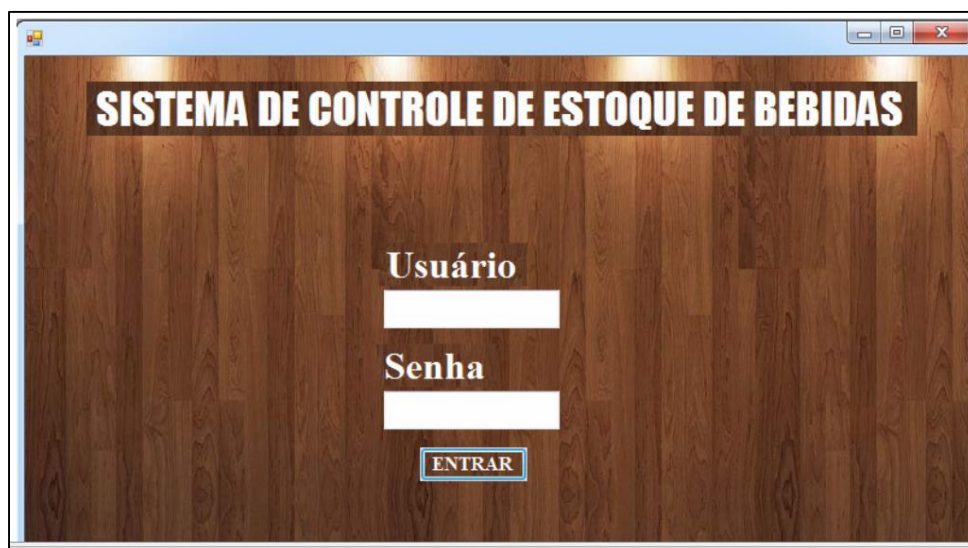 SISTEMA DE CONTROLE DE ESTOQUE DE BEBIDAS
Usuário
Senha
ENTRAR